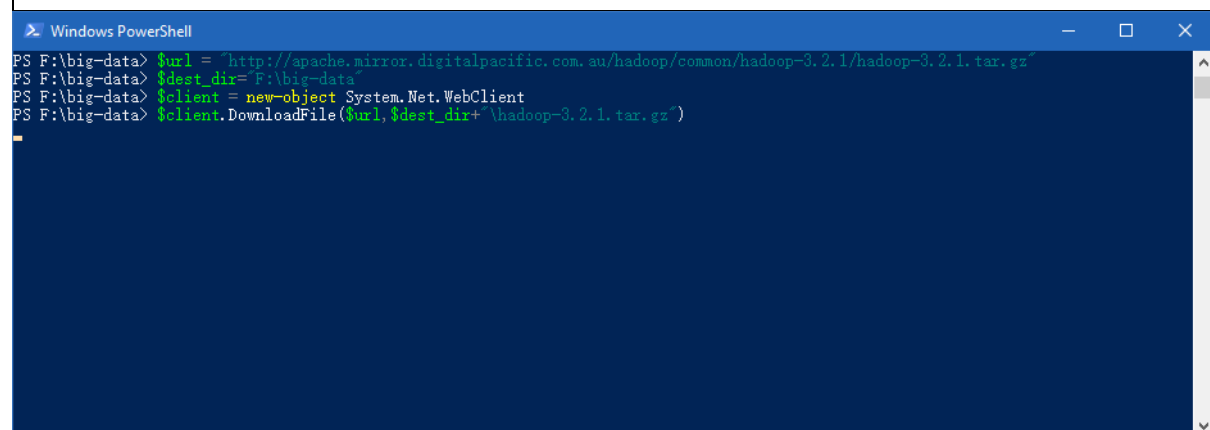 Windows PowerShell
PS F:\big-data> $url = "http://apache.mirror.digitalpacific.com.au/hadoop/common/hadoop-3.2.1/hadoop-3.2.1.tar.gz"
PS F:\big-data> $dest_dir="F:\big-data"
PS F:\big-data> $client = new-object System.Net.WebClient
PS F:\big-data> $client.DownloadFile($url,$dest_dir+"\hadoop-3.2.1.tar.gz")